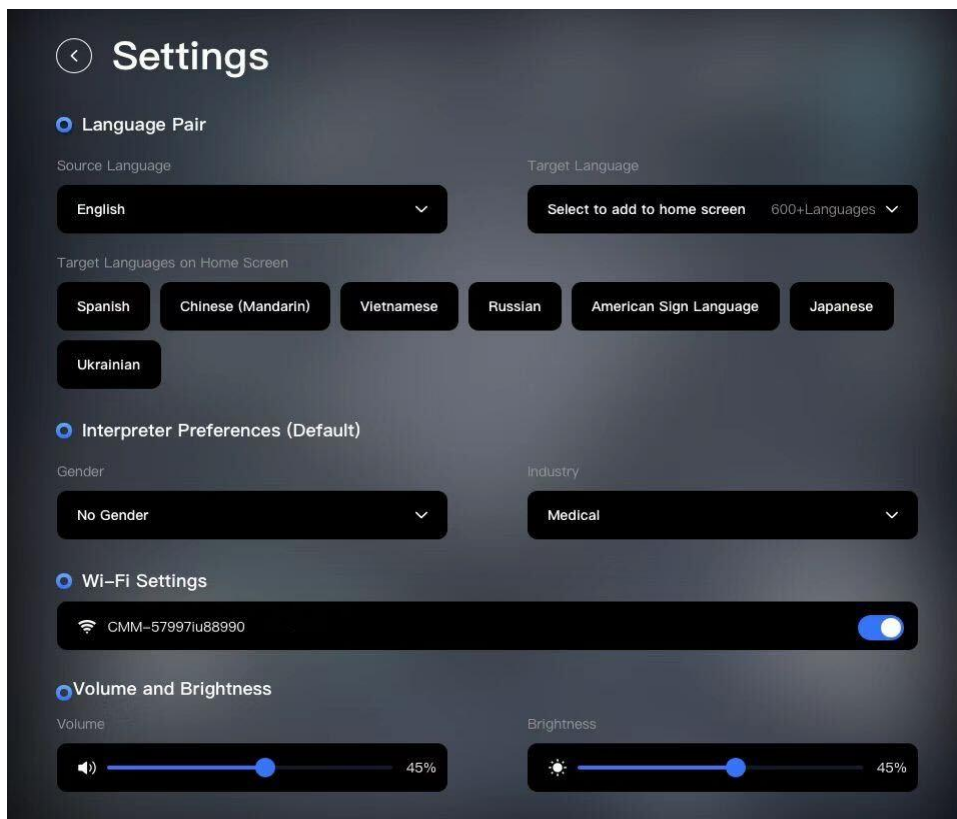 Settings
Language Pair
Source Language
Target Language
English
Select to add to home screen 600+Languages
Target Languages on Home Screen
Spanish
Chinese (Mandarin)
Vietnamese
Russian
American Sign Language
Japanese
Ukrainian
Interpreter Preferences (Default)
Gender
Industry
No Gender
Medical
Wi-Fi Settings
CMM-57997iu88990
Volume and Brightness
Volume
Brightness
45%
45%